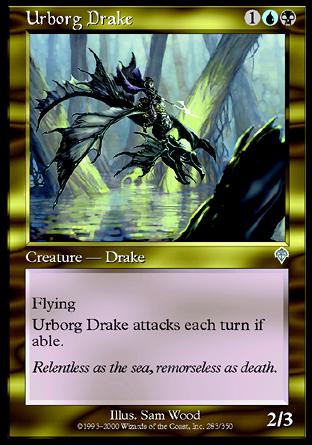 Urborg Drake 1
Creature — Drake
Flying
Urborg Drake attacks each turn if
able.
Relentless as the sea, remorseless as death.
2/3
Illus. Sam Wood
©1993–2000 Wizards of the Coast, Inc. 283/350